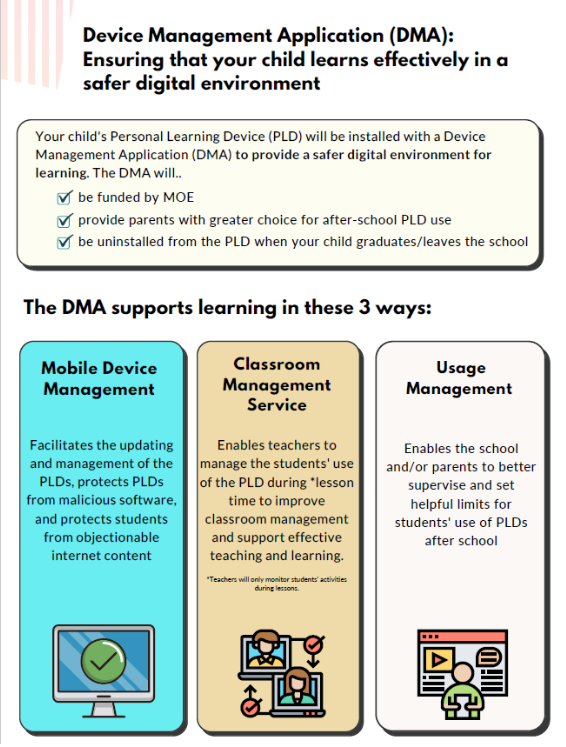 Device Management Application (DMA):
Ensuring that your child learns effectively in a
safer digital environment
Your child's Personal Learning Device (PLD) will be installed with a Device
Management Application (DMA) to provide a safer digital environment for
learning. The DMA will..
be funded by MOE
provide parents with greater choice for after-school PLD use
be uninstalled from the PLD when your child graduates/leaves the school
The DMA supports learning in these 3 ways:
Mobile Device
Management
Facilitates the updating
and management of the
PLDs, protects PLDs
from malicious software,
and protects students
from objectionable
internet content
Classroom
Management
Service
Enables teachers to
manage the students' use
of the PLD during *lesson
time to improve
classroom management
and support effective
teaching and learning.
*Teachers will only monitor students' activities
during lessons.
Usage
Management
Enables the school
and/or parents to better
supervise and set
helpful limits for
students' use of PLDs
after school